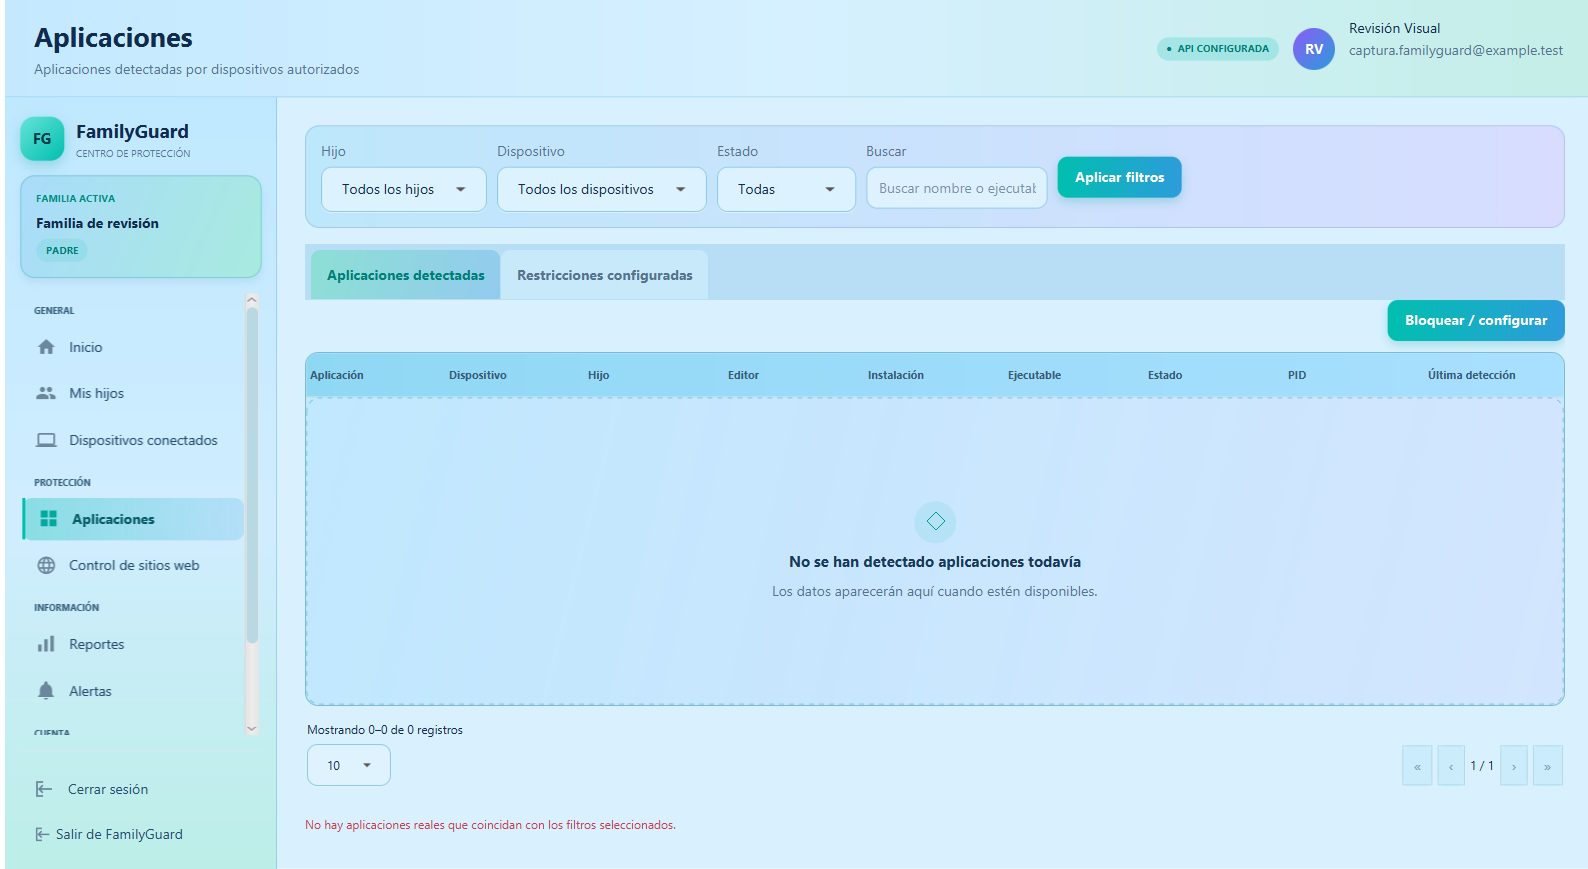 Aplicaciones
Aplicaciones detectadas por dispositivos autorizados
• API CONFIGURADA
RV
Revisión Visual
captura.familyguard@example.test
FG
FamilyGuard
CENTRO DE PROTECCIÓN
FAMILIA ACTIVA
Familia de revisión
PADRE
GENERAL
Inicio
Mis hijos
Dispositivos conectados
PROTECCIÓN
Aplicaciones
Control de sitios web
INFORMACIÓN
Reportes
Alertas
CUENTA
Cerrar sesión
Salir de FamilyGuard
Hijo Dispositivo Estado Buscar
Todos los hijos Todos los dispositivos Todas Buscar nombre o ejecutal Aplicar filtros
Aplicaciones detectadas Restricciones configuradas
Bloquear / configurar
Aplicación Dispositivo Hijo Editor Instalación Ejecutable Estado PID Última detección
No se han detectado aplicaciones todavía
Los datos aparecerán aquí cuando estén disponibles.
Mostrando 0–0 de 0 registros
10
« ‹ 1 / 1 › »
No hay aplicaciones reales que coincidan con los filtros seleccionados.